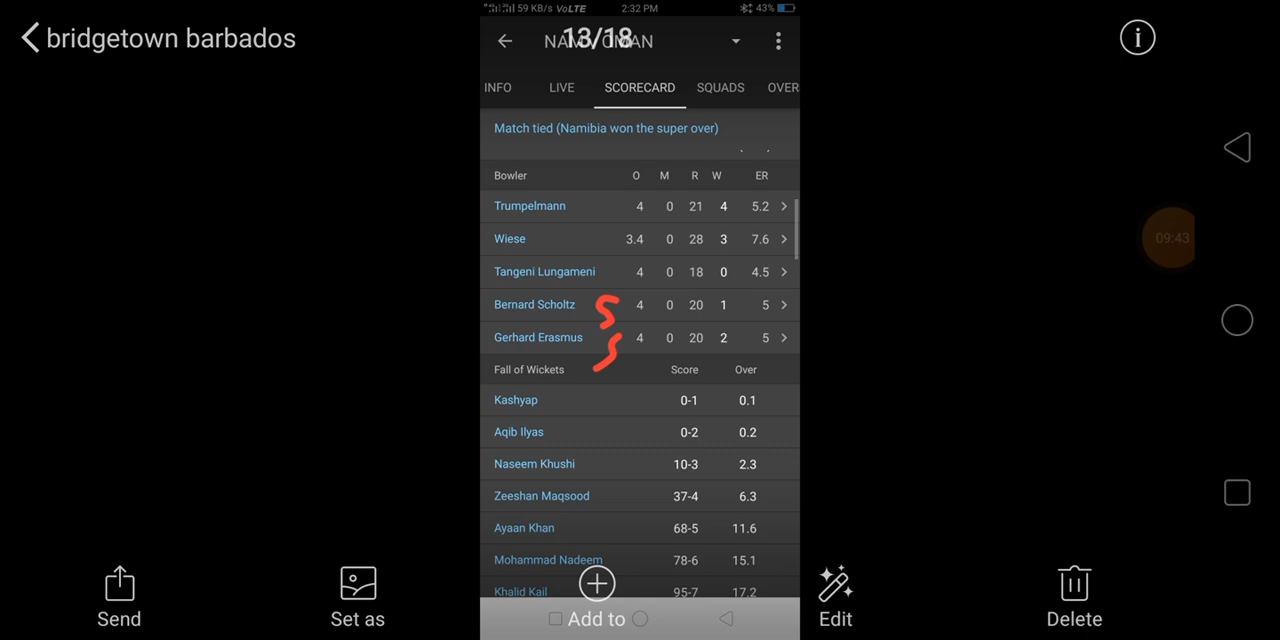 59 KB/s VoLTE 2:32 PM 43%
bridgetown barbados
13/18
INFO LIVE SCORECARD SQUADS OVER
Match tied (Namibia won the super over)
Bowler O M R W ER
Trumpelmann 4 0 21 4 5.2
Wiese 3.4 0 28 3 7.6
09:43
Tangeni Lungameni 4 0 18 0 4.5
Bernard Scholtz S 4 0 20 1 5
Gerhard Erasmus 4 0 20 2 5
Fall of Wickets Score Over
Kashyap 0-1 0.1
Aqib Ilyas 0-2 0.2
Naseem Khushi 10-3 2.3
Zeeshan Maqsood 37-4 6.3
Ayaan Khan 68-5 11.6
Mohammad Nadeem 78-6 15.1
Khalid Kail 95-7 17.2
Send Set as Add to Edit Delete